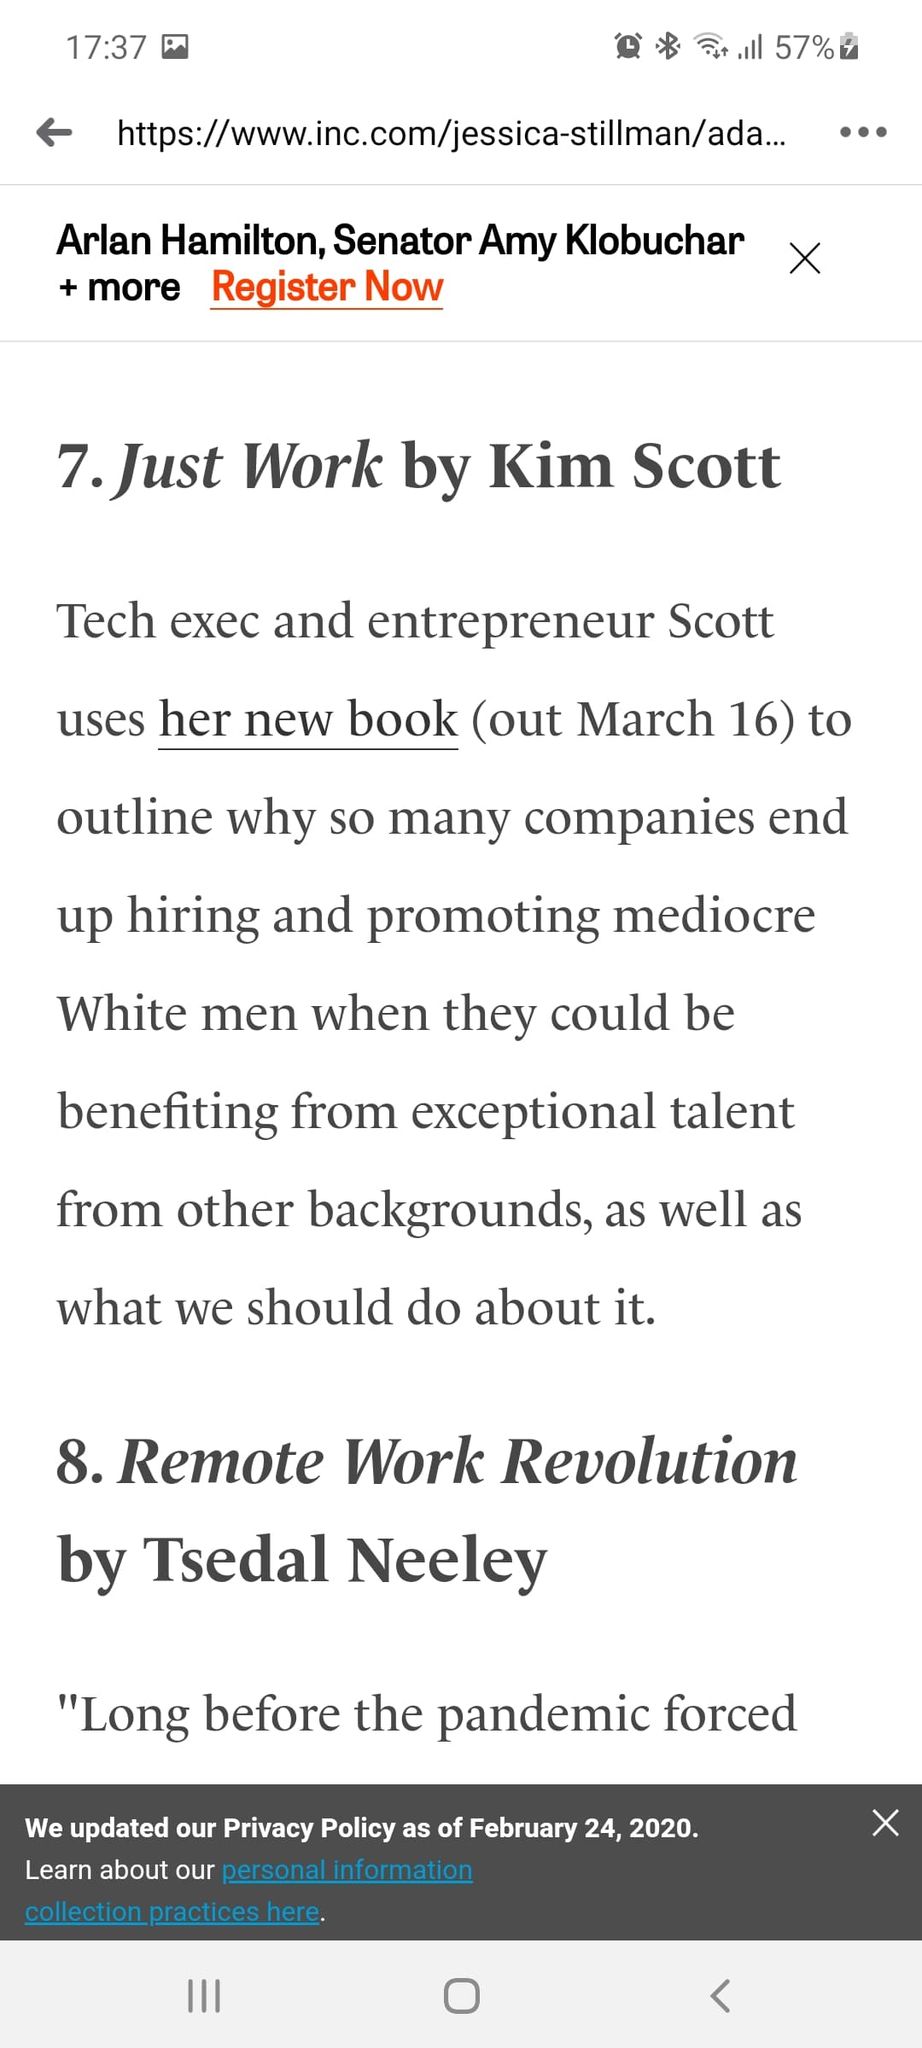 17:37
57%
https://www.inc.com/jessica-stillman/ada...
Arlan Hamilton, Senator Amy Klobuchar
+ more Register Now
7. Just Work by Kim Scott
Tech exec and entrepreneur Scott
uses her new book (out March 16) to
outline why so many companies end
up hiring and promoting mediocre
White men when they could be
benefiting from exceptional talent
from other backgrounds, as well as
what we should do about it.
8. Remote Work Revolution
by Tsedal Neeley
"Long before the pandemic forced
We updated our Privacy Policy as of February 24, 2020.
Learn about our personal information
collection practices here.